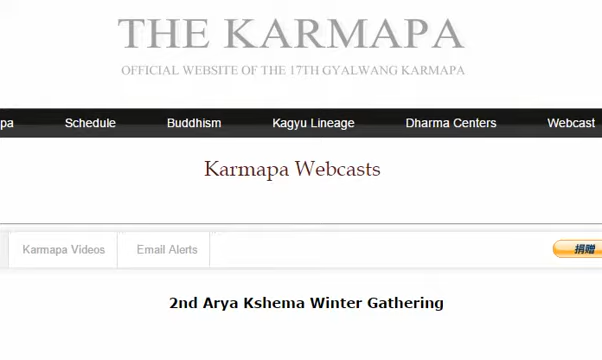 THE KARMAPA
OFFICIAL WEBSITE OF THE 17TH GYALWANG KARMAPA
pa Schedule Buddhism Kagyu Lineage Dharma Centers Webcast
Karmapa Webcasts
Karmapa Videos Email Alerts 捐赠
2nd Arya Kshema Winter Gathering